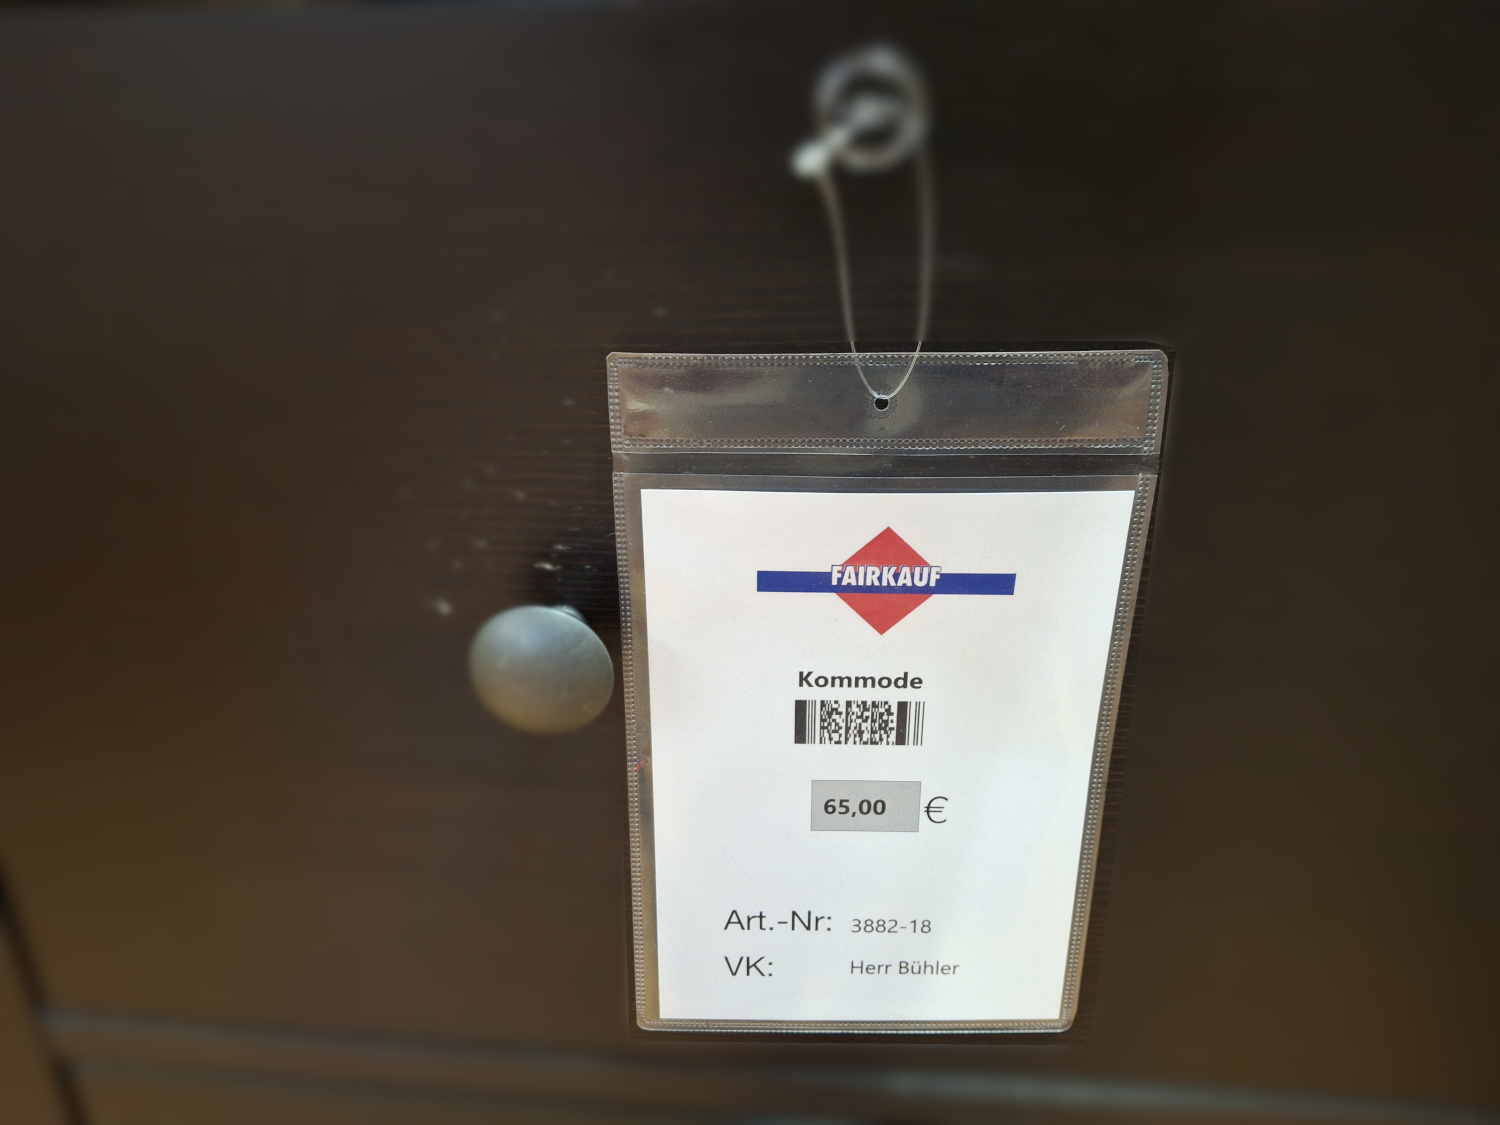 FAIRKAUF
Kommode
65,00 €
Art.-Nr: 3882-18
VK: Herr Bühler